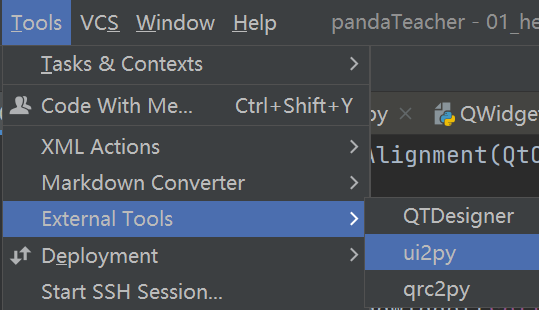 Tools VCS Window Help pandaTeacher - 01_he
Tasks & Contexts
Code With Me... Ctrl+Shift+Y
py QWidge
XML Actions
Alignment(QtC
Markdown Converter
External Tools
QTDesigner
Deployment
ui2py
Start SSH Session...
qrc2py